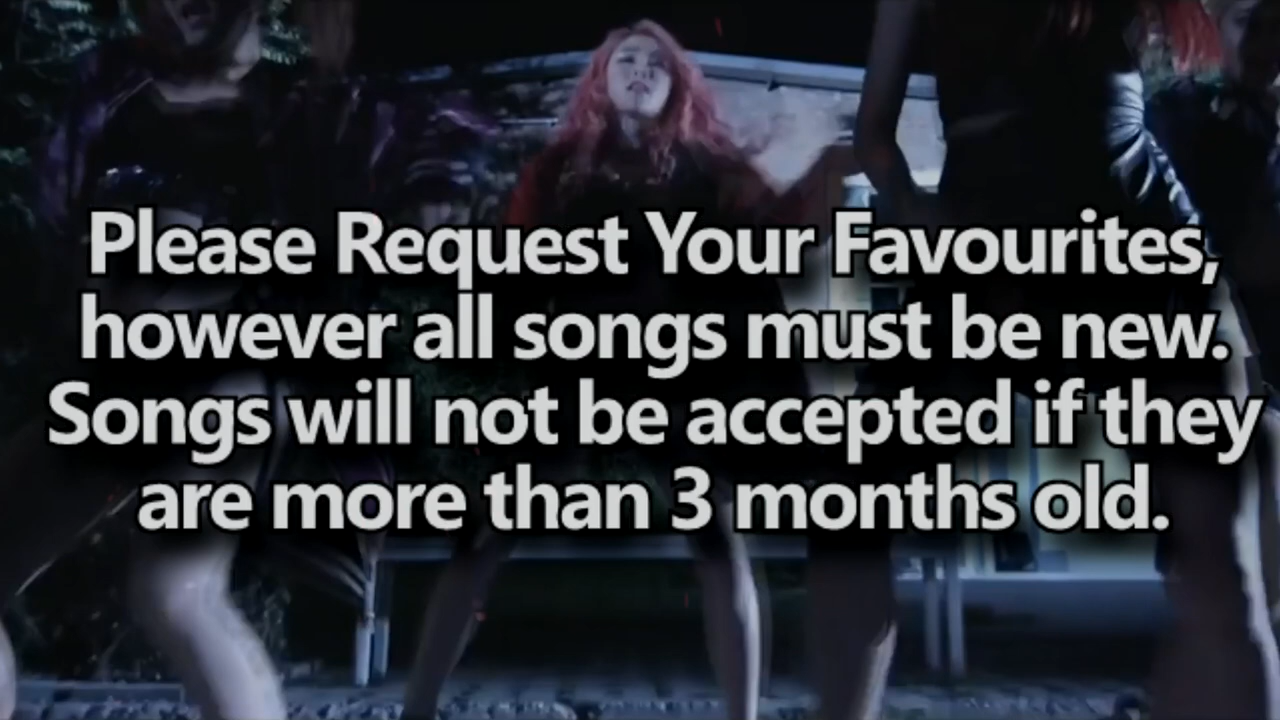 Please Request Your Favourites,
however all songs must be new.
Songs will not be accepted if they
are more than 3 months old.